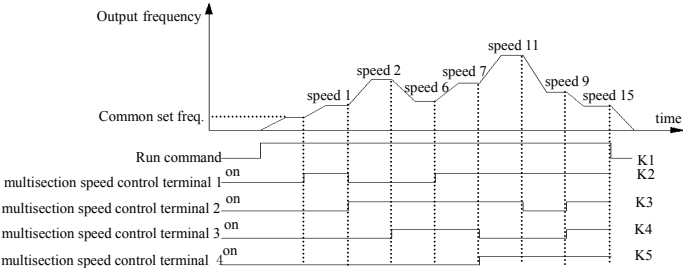 Output frequency
speed 11
speed 2
speed 7
speed 6
speed 9
speed 1
speed 15
Common set freq.
time
Run command
K1
multisection speed control terminal 1 on
K2
multisection speed control terminal 2 on
K3
multisection speed control terminal 3 on
K4
multisection speed control terminal 4 on
K5